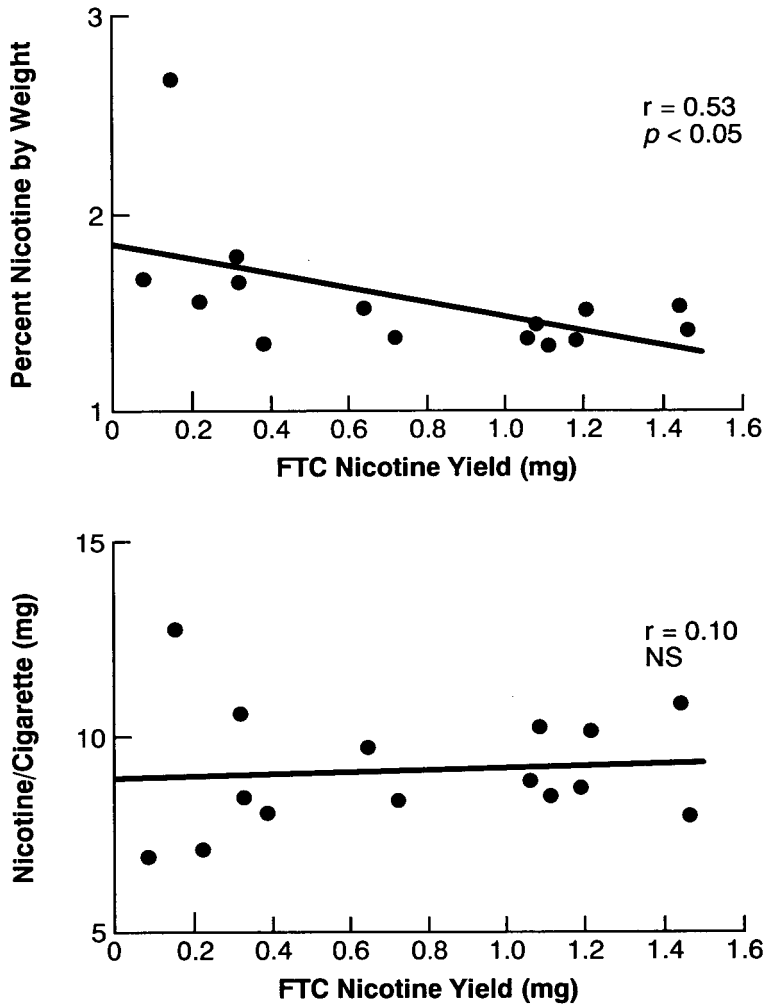 3
2
1
Percent Nicotine by Weight
r = 0.53
p < 0.05
0 0.2 0.4 0.6 0.8 1.0 1.2 1.4 1.6
FTC Nicotine Yield (mg)
15
10
5
Nicotine/Cigarette (mg)
r = 0.10
NS
0 0.2 0.4 0.6 0.8 1.0 1.2 1.4 1.6
FTC Nicotine Yield (mg)